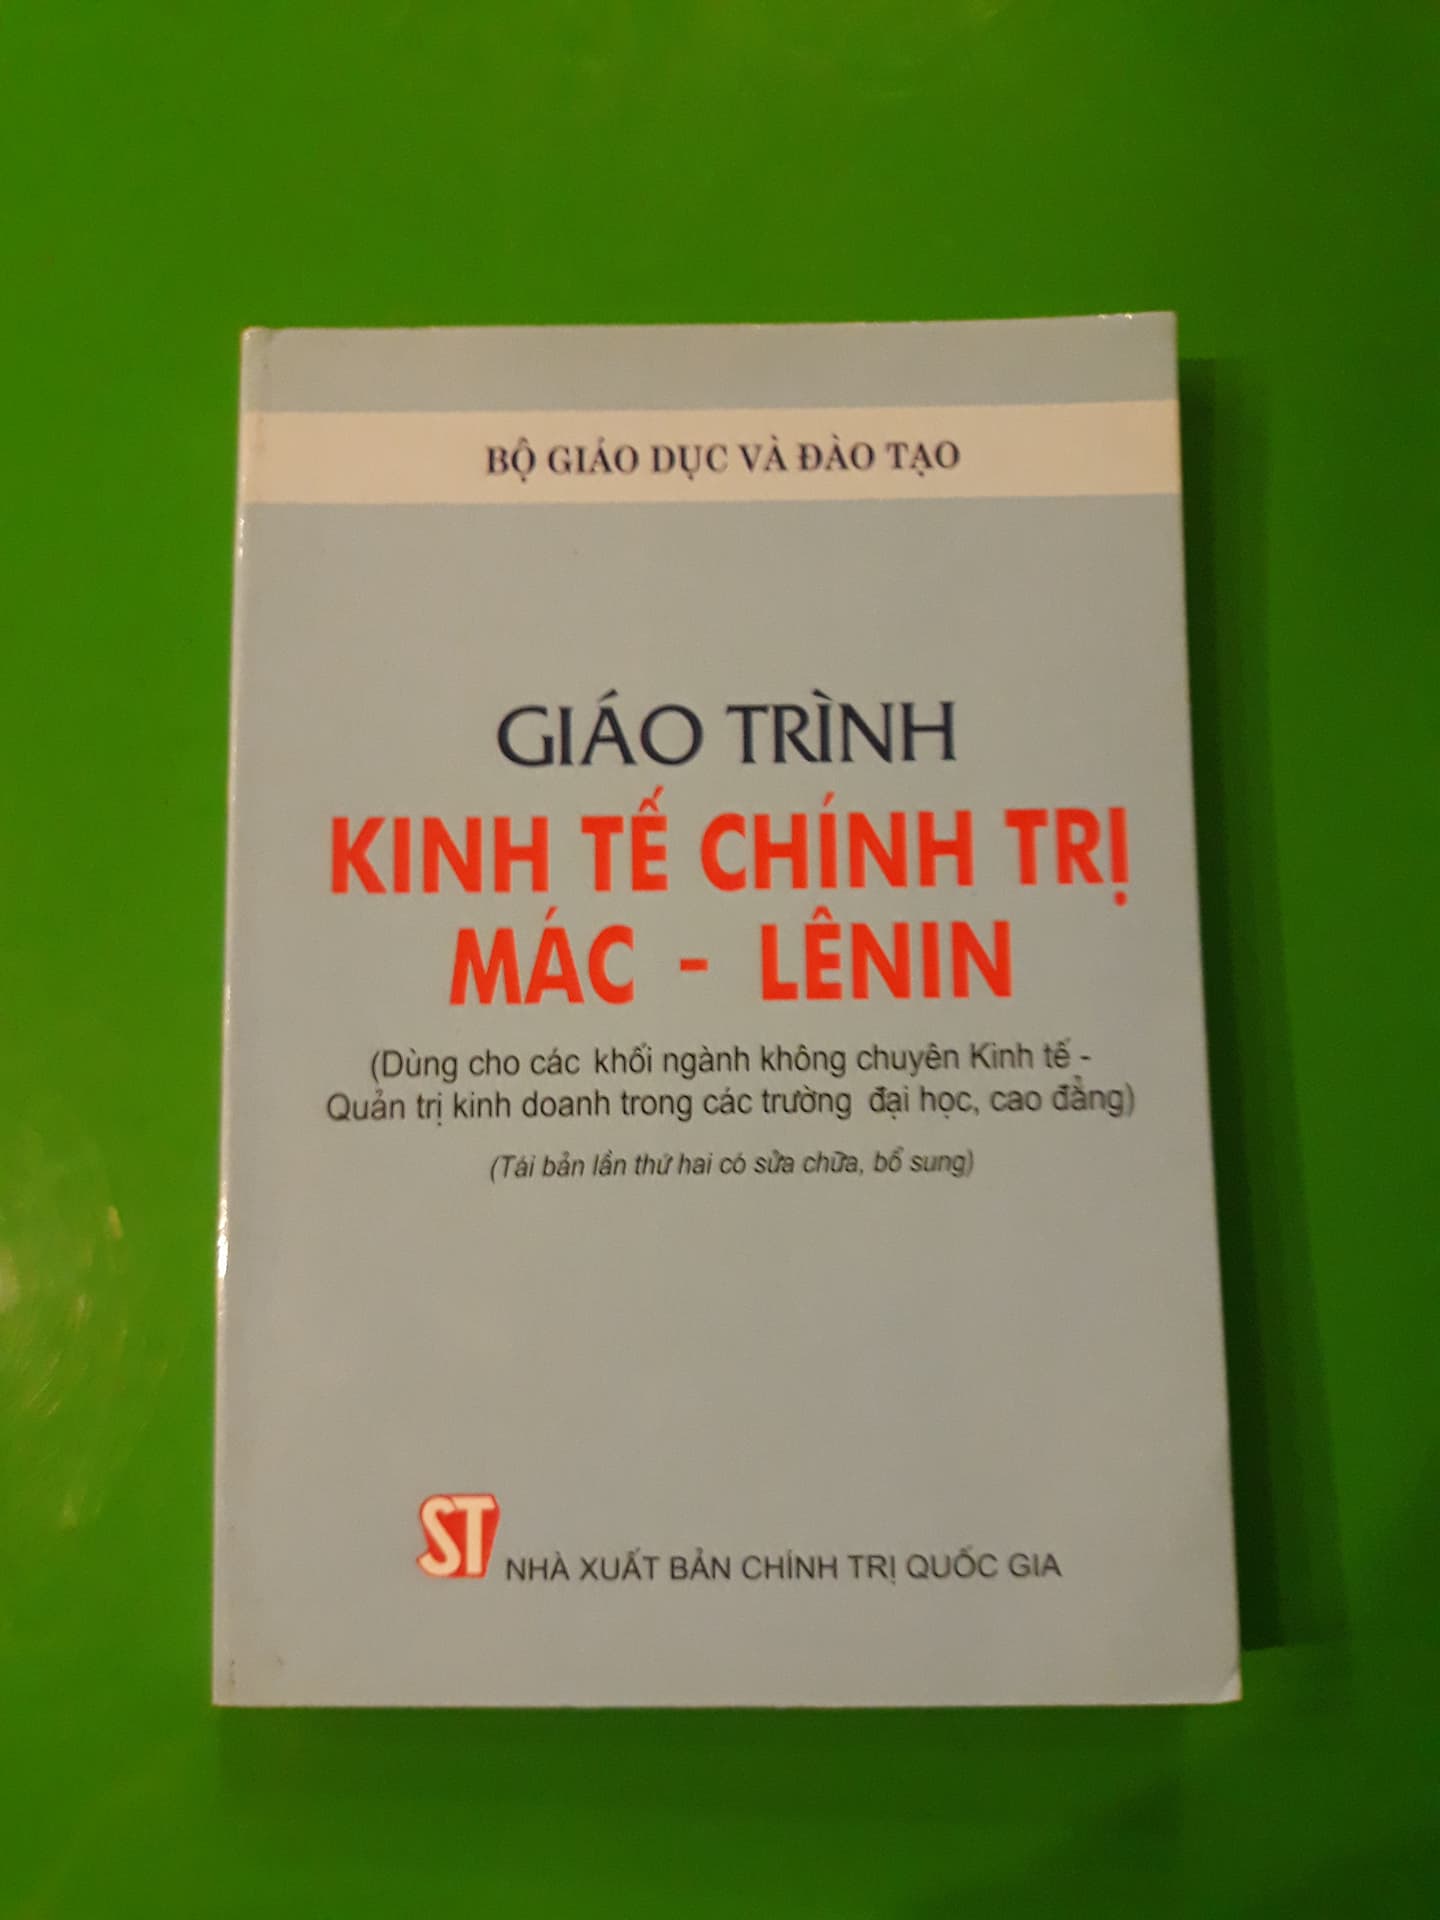 BỘ GIÁO DỤC VÀ ĐÀO TẠO
GIÁO TRÌNH
KINH TẾ CHÍNH TRỊ
MÁC - LÊNIN
(Dùng cho các khối ngành không chuyên Kinh tế -
Quản trị kinh doanh trong các trường đại học, cao đẳng)
(Tái bản lần thứ hai có sửa chữa, bổ sung)
ST NHÀ XUẤT BẢN CHÍNH TRỊ QUỐC GIA